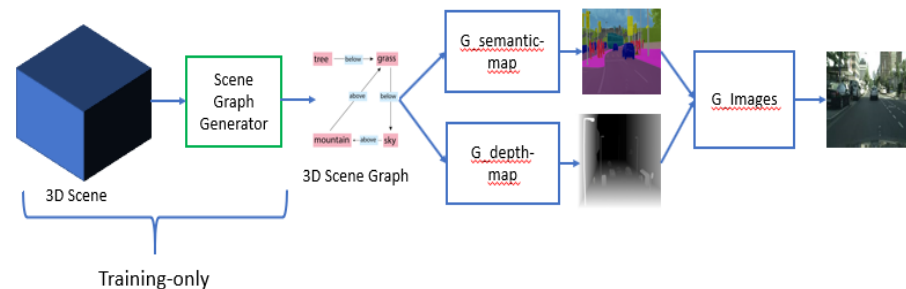 3D Scene
Scene
Graph
Generator
tree
below
grass
above
below
mountain
above
sky
3D Scene Graph
G_semantic-
map
G_depth-
map
G_Images
Training-only